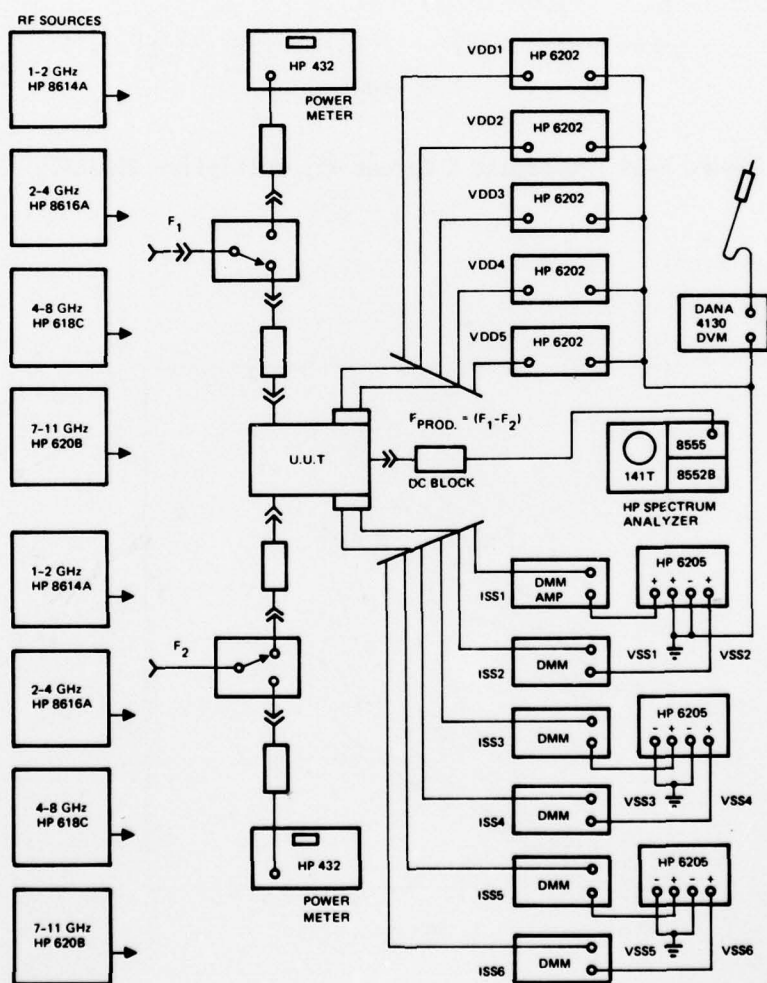 RF SOURCES
1-2 GHz
HP 8614A
2-4 GHz
HP 8616A
4-8 GHz
HP 618C
7-11 GHz
HP 620B
1-2 GHz
HP 8614A
2-4 GHz
HP 8616A
4-8 GHz
HP 618C
7-11 GHz
HP 620B
HP 432
POWER
METER
F1
U.U.T
F2
HP 432
POWER
METER
VDD1
HP 6202
VDD2
HP 6202
VDD3
HP 6202
VDD4
HP 6202
VDD5
HP 6202
DANA
4130
DVM
FPROD. = (F1-F2)
DC BLOCK
8555
141T
8552B
HP SPECTRUM
ANALYZER
ISS1
DMM
AMP
HP 6205
+ + - +
VSS1
VSS2
ISS2
DMM
ISS3
DMM
HP 6205
- + - +
VSS3
VSS4
ISS4
DMM
ISS5
DMM
HP 6205
- + - +
VSS5
VSS6
ISS6
DMM